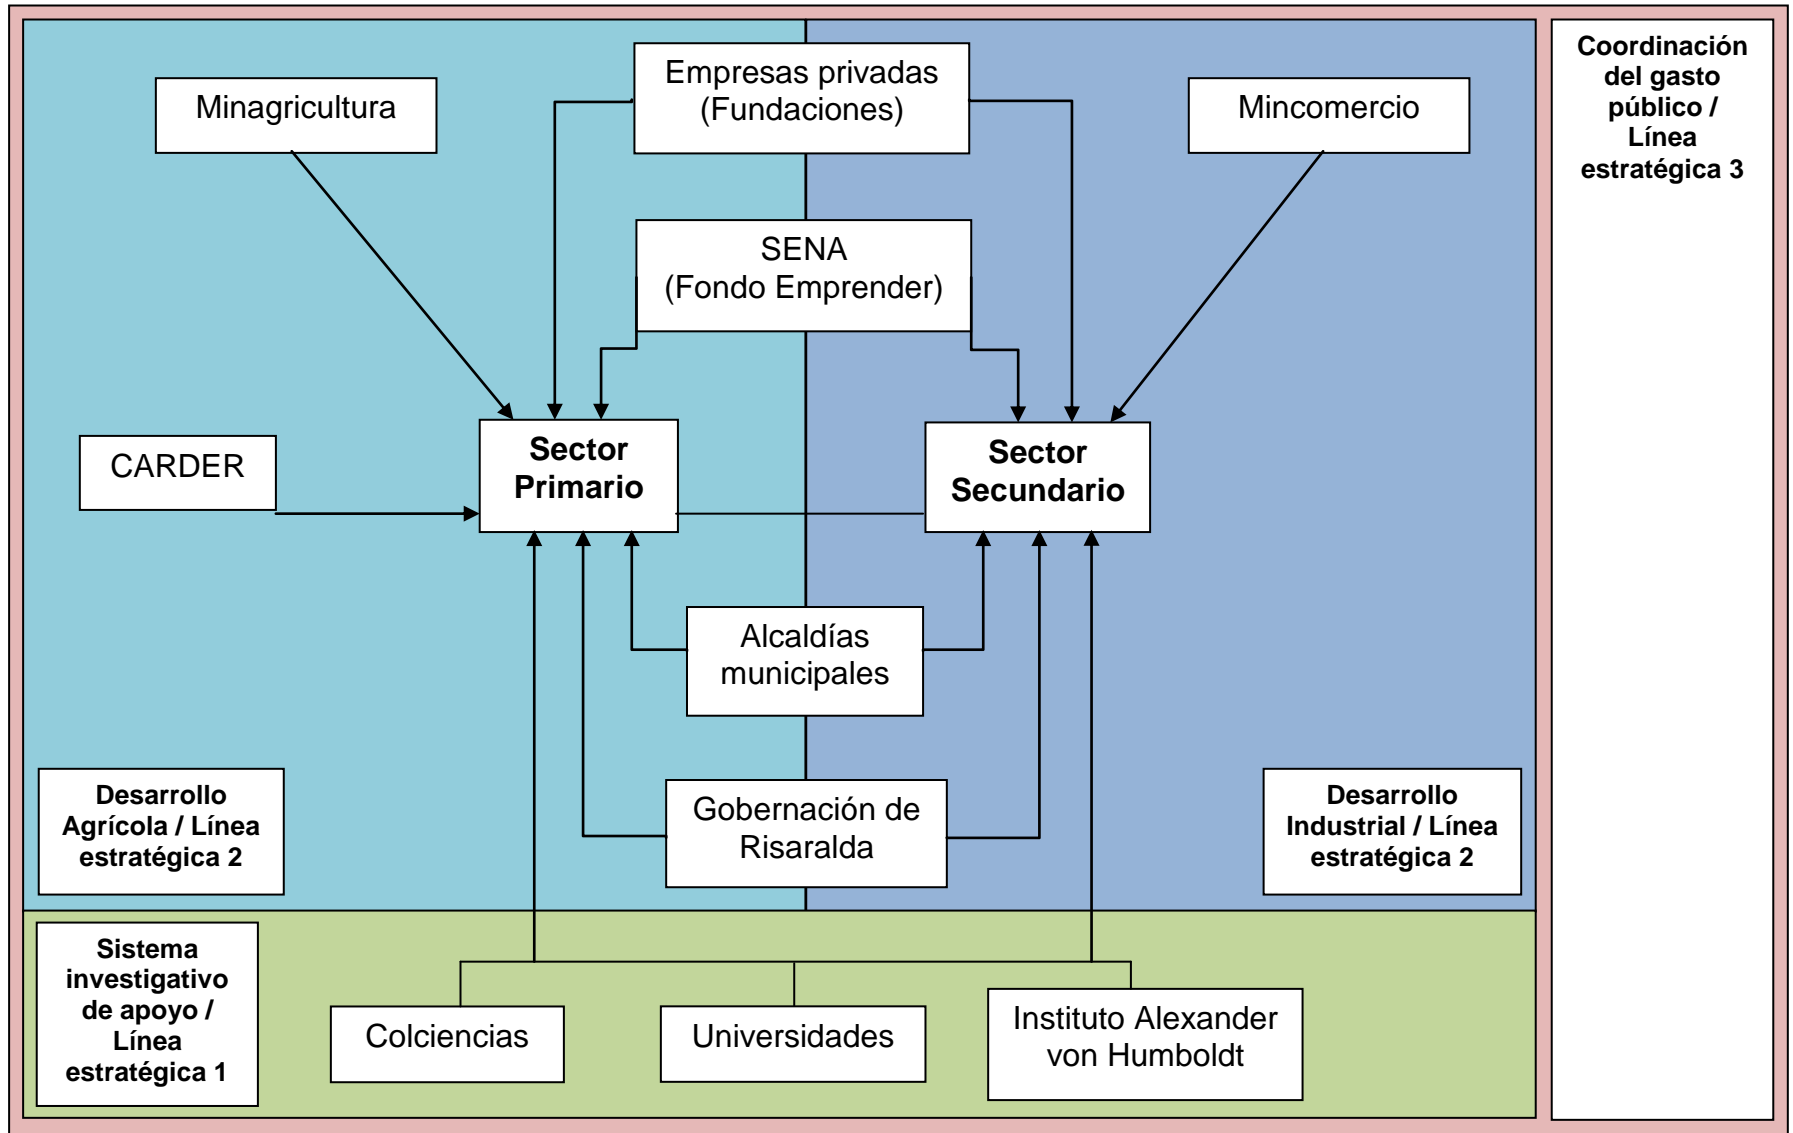 Empresas privadas
(Fundaciones)
Minagricultura
Mincomercio
Coordinación
del gasto
público /
Línea
estratégica 3
SENA
(Fondo Emprender)
CARDER
Sector
Primario
Sector
Secundario
Alcaldías
municipales
Desarrollo
Agrícola / Línea
estratégica 2
Gobernación de
Risaralda
Desarrollo
Industrial / Línea
estratégica 2
Sistema
investigativo
de apoyo /
Línea
estratégica 1
Colciencias
Universidades
Instituto Alexander
von Humboldt